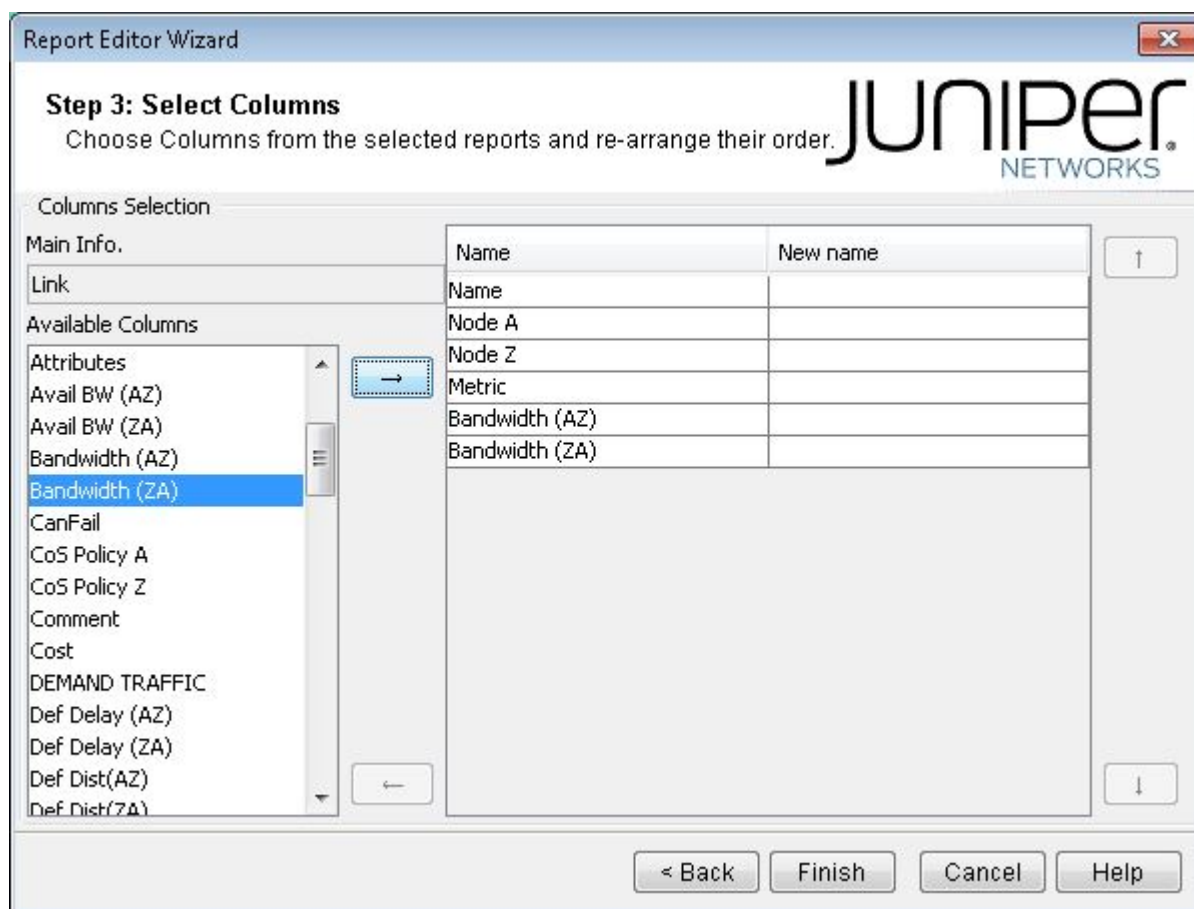 Report Editor Wizard
Step 3: Select Columns
Choose Columns from the selected reports and re-arrange their order.
JUNIPER
NETWORKS
Columns Selection
Main Info.
Link
Available Columns
Attributes
Avail BW (AZ)
Avail BW (ZA)
Bandwidth (AZ)
Bandwidth (ZA)
CanFail
CoS Policy A
CoS Policy Z
Comment
Cost
DEMAND TRAFFIC
Def Delay (AZ)
Def Delay (ZA)
Def Dist(AZ)
Def Dist(ZA)
→
←
Name New name
Name
Node A
Node Z
Metric
Bandwidth (AZ)
Bandwidth (ZA)
↑
↓
< Back Finish Cancel Help